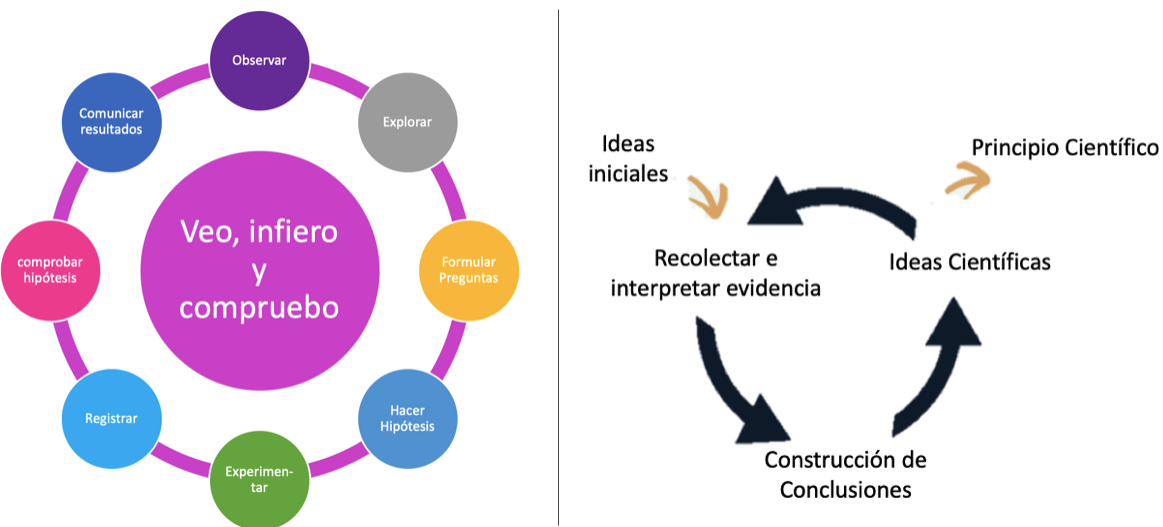 Observar
Explorar
Formular
Preguntas
Hacer
Hipótesis
Experimen-
tar
Registrar
comprobar
hipótesis
Comunicar
resultados
Veo, infiero
y
compruebo
Ideas
iniciales
Principio Científico
Recolectar e
interpretar evidencia
Ideas Científicas
Construcción de
Conclusiones